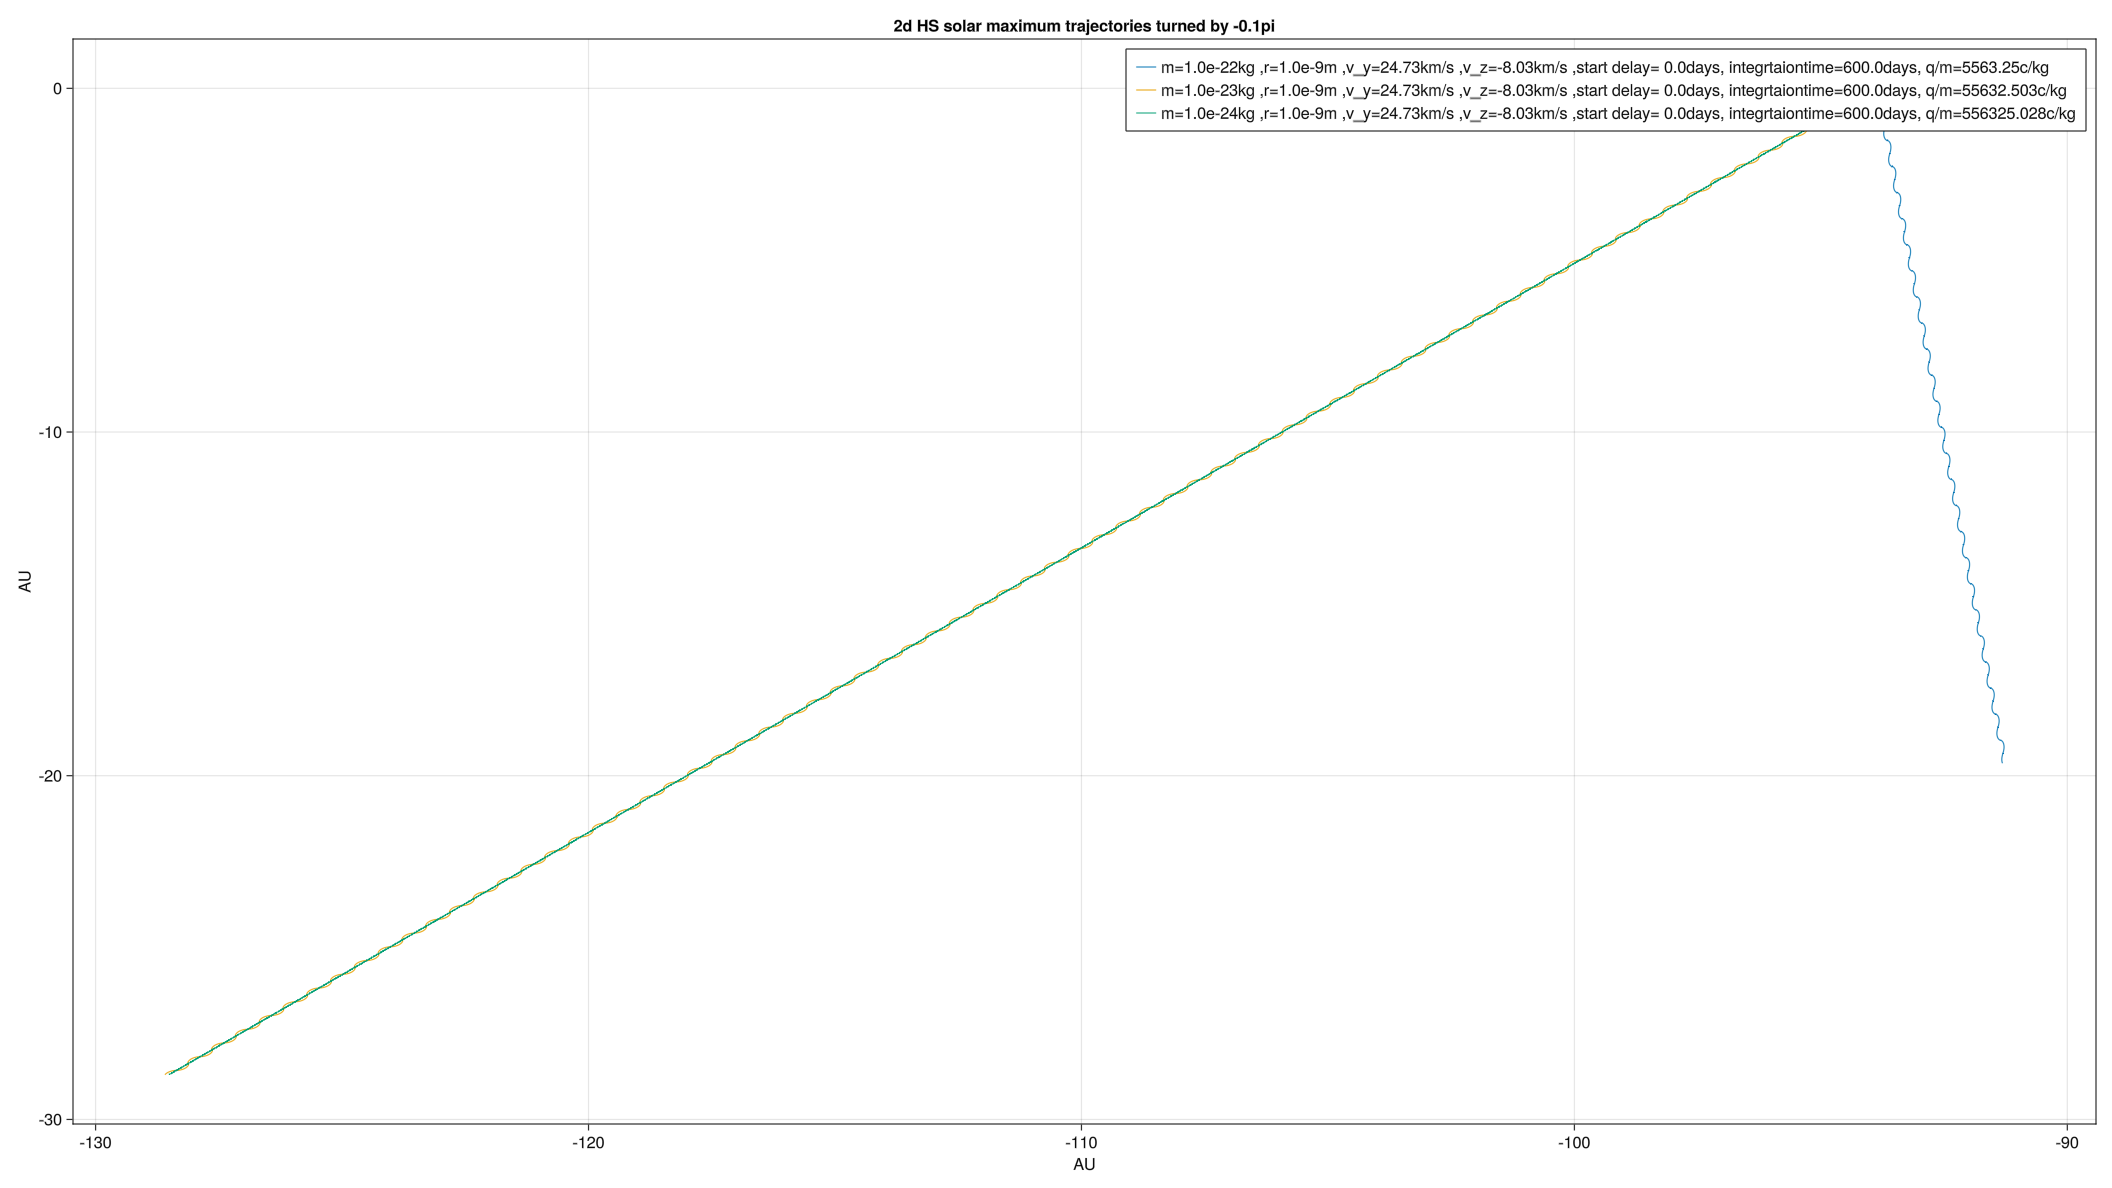 2d HS solar maximum trajectories turned by -0.1pi
m=1.0e-22kg ,r=1.0e-9m ,v_y=24.73km/s ,v_z=-8.03km/s ,start delay= 0.0days, integrtaiontime=600.0days, q/m=5563.25c/kg
m=1.0e-23kg ,r=1.0e-9m ,v_y=24.73km/s ,v_z=-8.03km/s ,start delay= 0.0days, integrtaiontime=600.0days, q/m=55632.503c/kg
m=1.0e-24kg ,r=1.0e-9m ,v_y=24.73km/s ,v_z=-8.03km/s ,start delay= 0.0days, integrtaiontime=600.0days, q/m=556325.028c/kg
0
-10
-20
-30
AU
-130 -120 -110 -100 -90
AU